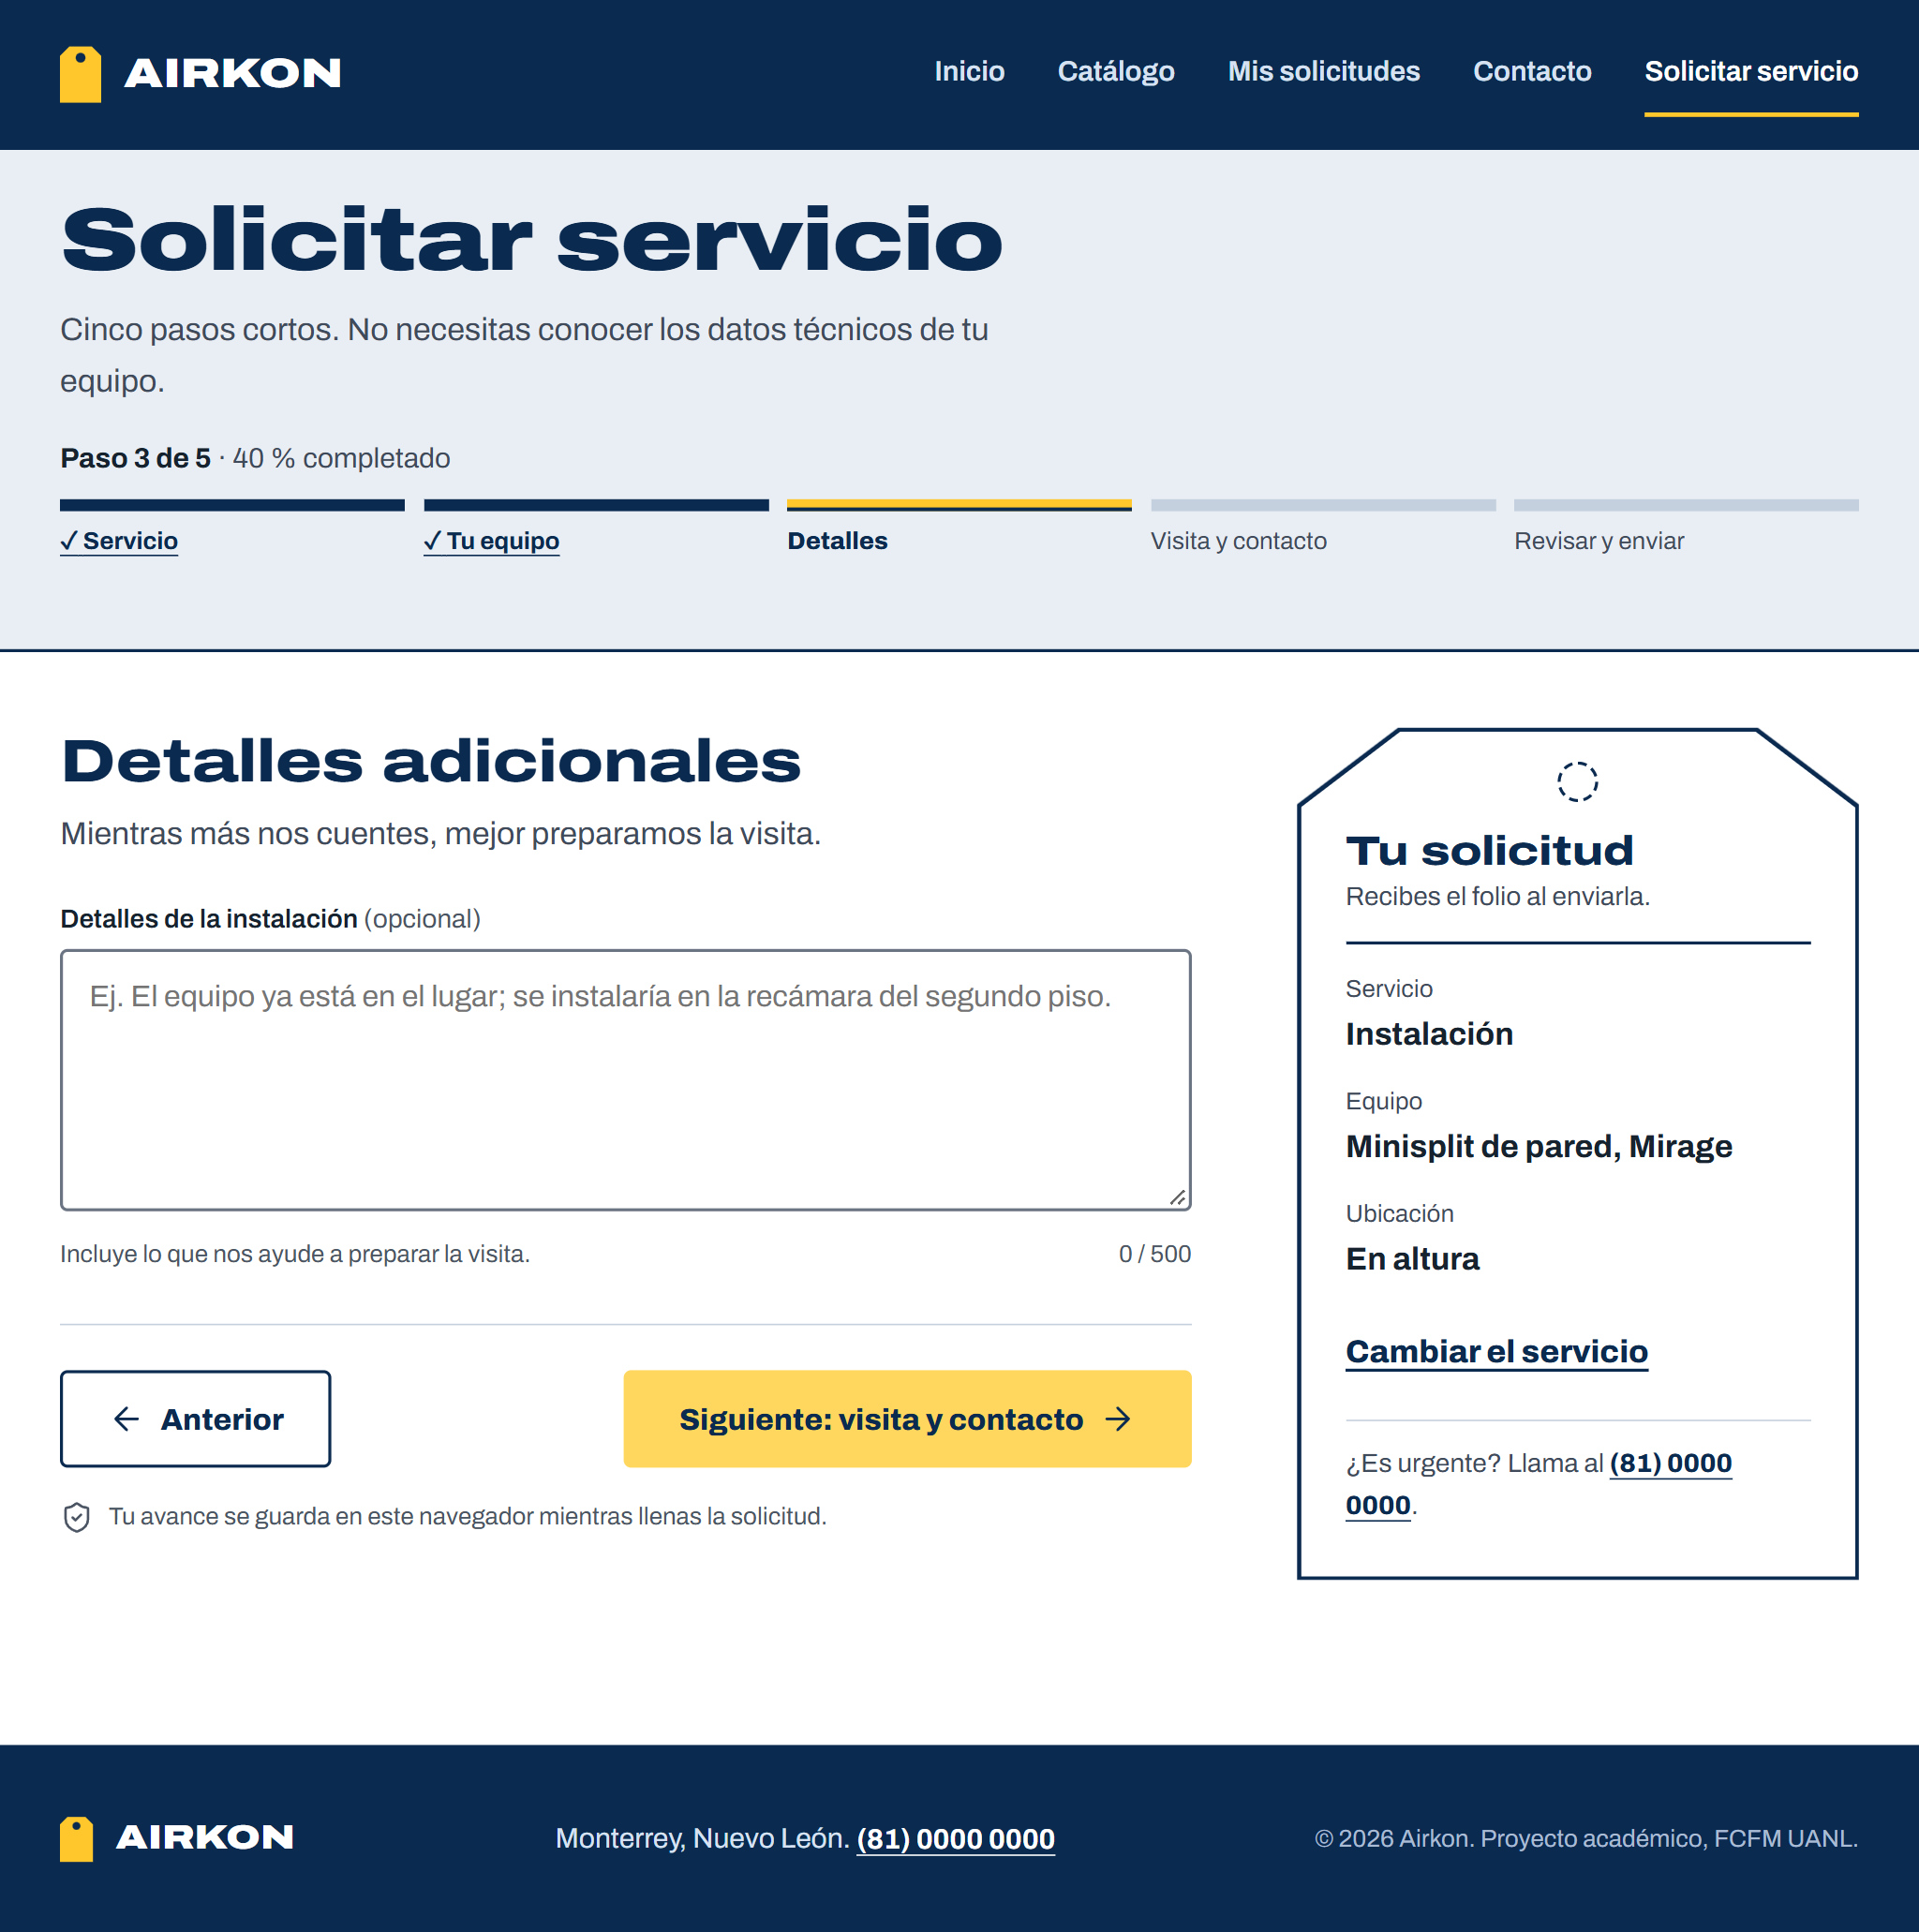 AIRKON
Inicio
Catálogo
Mis solicitudes
Contacto
Solicitar servicio
Solicitar servicio
Cinco pasos cortos. No necesitas conocer los datos técnicos de tu
equipo.
Paso 3 de 5 · 40 % completado
✓ Servicio
✓ Tu equipo
Detalles
Visita y contacto
Revisar y enviar
Detalles adicionales
Mientras más nos cuentes, mejor preparamos la visita.
Detalles de la instalación (opcional)
Ej. El equipo ya está en el lugar; se instalaría en la recámara del segundo piso.
Incluye lo que nos ayude a preparar la visita.
0 / 500
← Anterior
Siguiente: visita y contacto →
Tu avance se guarda en este navegador mientras llenas la solicitud.
Tu solicitud
Recibes el folio al enviarla.
Servicio
Instalación
Equipo
Minisplit de pared, Mirage
Ubicación
En altura
Cambiar el servicio
¿Es urgente? Llama al (81) 0000
0000.
AIRKON
Monterrey, Nuevo León. (81) 0000 0000
© 2026 Airkon. Proyecto académico, FCFM UANL.